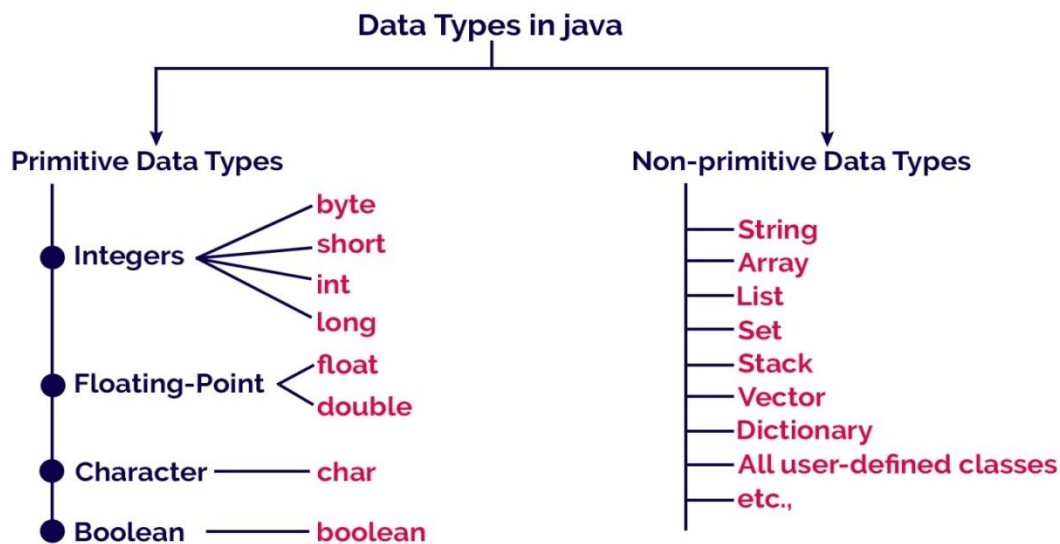 Data Types in java
Primitive Data Types
Integers
byte
short
int
long
Floating-Point
float
double
Character
char
Boolean
boolean
Non-primitive Data Types
String
Array
List
Set
Stack
Vector
Dictionary
All user-defined classes
etc.,